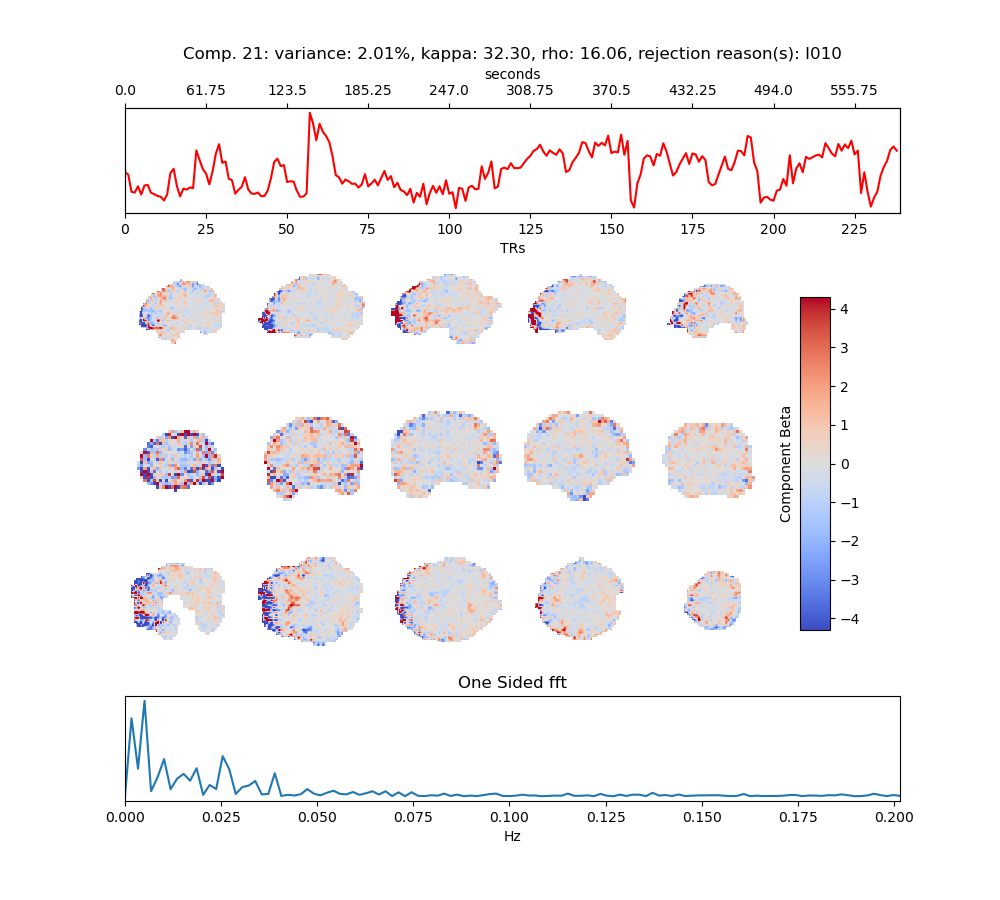 Comp. 21: variance: 2.01%, kappa: 32.30, rho: 16.06, rejection reason(s): I010
seconds
0.0 61.75 123.5 185.25 247.0 308.75 370.5 432.25 494.0 555.75
0 25 50 75 100 125 150 175 200 225
TRs
4
3
2
1
0
−1
−2
−3
−4
Component Beta
One Sided fft
0.000 0.025 0.050 0.075 0.100 0.125 0.150 0.175 0.200
Hz